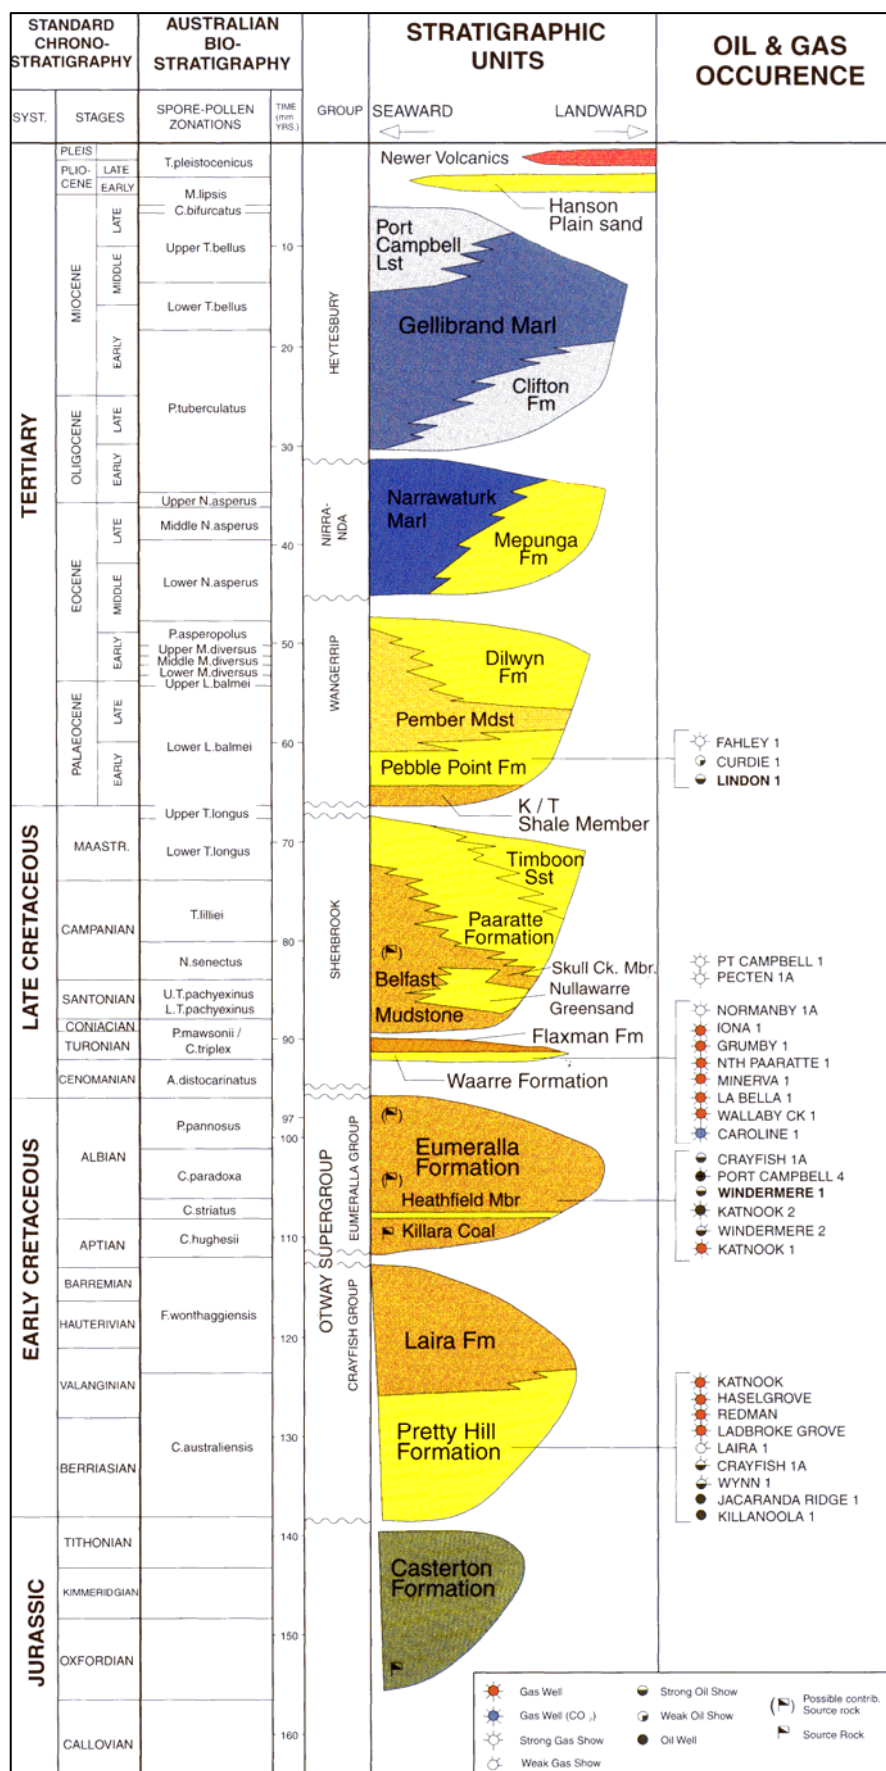 STANDARD
CHRONO-
STRATIGRAPHY
AUSTRALIAN
BIO-
STRATIGRAPHY
STRATIGRAPHIC
UNITS
OIL & GAS
OCCURENCE
SYST.
STAGES
SPORE-POLLEN
ZONATIONS
TIME
(mm
YRS.)
GROUP
SEAWARD
LANDWARD
TERTIARY
LATE CRETACEOUS
EARLY CRETACEOUS
JURASSIC
PLEIS
PLIO-
CENE
LATE
EARLY
MIOCENE
LATE
MIDDLE
EARLY
OLIGOCENE
LATE
EARLY
EOCENE
LATE
MIDDLE
EARLY
PALAEOCENE
LATE
EARLY
MAASTR.
CAMPANIAN
SANTONIAN
CONIACIAN
TURONIAN
CENOMANIAN
ALBIAN
APTIAN
BARREMIAN
HAUTERIVIAN
VALANGINIAN
BERRIASIAN
TITHONIAN
KIMMERIDGIAN
OXFORDIAN
CALLOVIAN
T.pleistocenicus
M.lipsis
C.bifurcatus
Upper T.bellus
Lower T.bellus
P.tuberculatus
Upper N.asperus
Middle N.asperus
Lower N.asperus
P.asperopolus
Upper M.diversus
Middle M.diversus
Lower M.diversus
Upper L.balmei
Lower L.balmei
Upper T.longus
Lower T.longus
T.lilliei
N.senectus
U.T.pachyexinus
L.T.pachyexinus
P.mawsonii /
C.triplex
A.distocarinatus
P.pannosus
C.paradoxa
C.striatus
C.hughesii
F.wonthaggiensis
C.australiensis
10
20
30
40
50
60
70
80
90
97
100
110
120
130
140
150
160
HEYTESBURY
NIRRA-
NDA
WANGERRIP
SHERBROOK
OTWAY SUPERGROUP
EUMERALLA GROUP
CRAYFISH GROUP
Newer Volcanics
Hanson
Plain sand
Port
Campbell
Lst
Gellibrand Marl
Clifton
Fm
Narrawaturk
Marl
Mepunga
Fm
Dilwyn
Fm
Pember Mdst
Pebble Point Fm
K / T
Shale Member
Timboon
Sst
Paaratte
Formation
Skull Ck. Mbr.
Belfast
Mudstone
Nullawarre
Greensand
Flaxman Fm
Waarre Formation
Eumeralla
Formation
Heathfield Mbr
Killara Coal
Laira Fm
Pretty Hill
Formation
Casterton
Formation
FAHLEY 1
CURDIE 1
LINDON 1
PT CAMPBELL 1
PECTEN 1A
NORMANBY 1A
IONA 1
GRUMBY 1
NTH PAARATTE 1
MINERVA 1
LA BELLA 1
WALLABY CK 1
CAROLINE 1
CRAYFISH 1A
PORT CAMPBELL 4
WINDERMERE 1
KATNOOK 2
WINDERMERE 2
KATNOOK 1
KATNOOK
HASELGROVE
REDMAN
LADBROKE GROVE
LAIRA 1
CRAYFISH 1A
WYNN 1
JACARANDA RIDGE 1
KILLANOOLA 1
Gas Well
Gas Well (CO₂)
Strong Gas Show
Weak Gas Show
Strong Oil Show
Weak Oil Show
Oil Well
Possible contrib.
Source rock
Source Rock